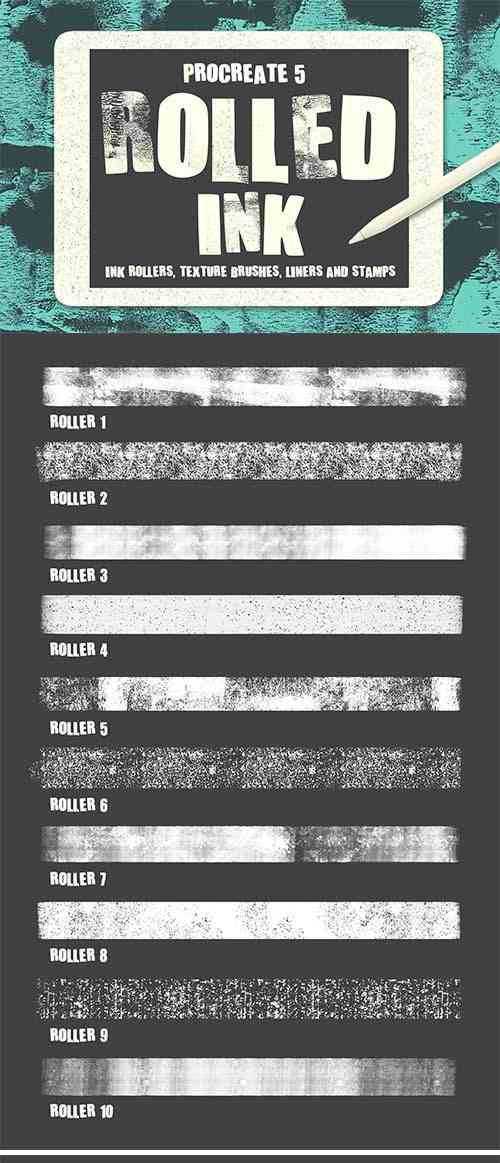 PROCREATE 5
ROLLED
INK
INK ROLLERS, TEXTURE BRUSHES, LINERS AND STAMPS
ROLLER 1
ROLLER 2
ROLLER 3
ROLLER 4
ROLLER 5
ROLLER 6
ROLLER 7
ROLLER 8
ROLLER 9
ROLLER 10